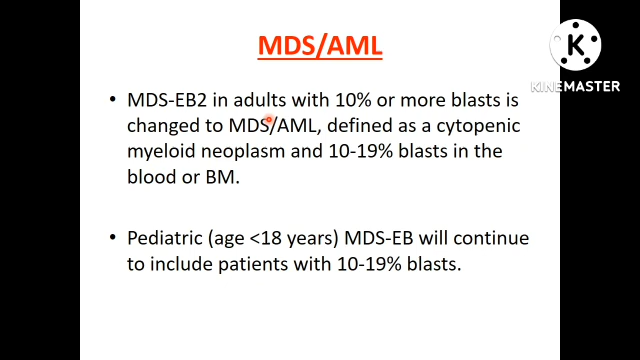 MDS/AML
K
KINEMASTER
• MDS-EB2 in adults with 10% or more blasts is
changed to MDS/AML, defined as a cytopenic
myeloid neoplasm and 10-19% blasts in the
blood or BM.
• Pediatric (age <18 years) MDS-EB will continue
to include patients with 10-19% blasts.